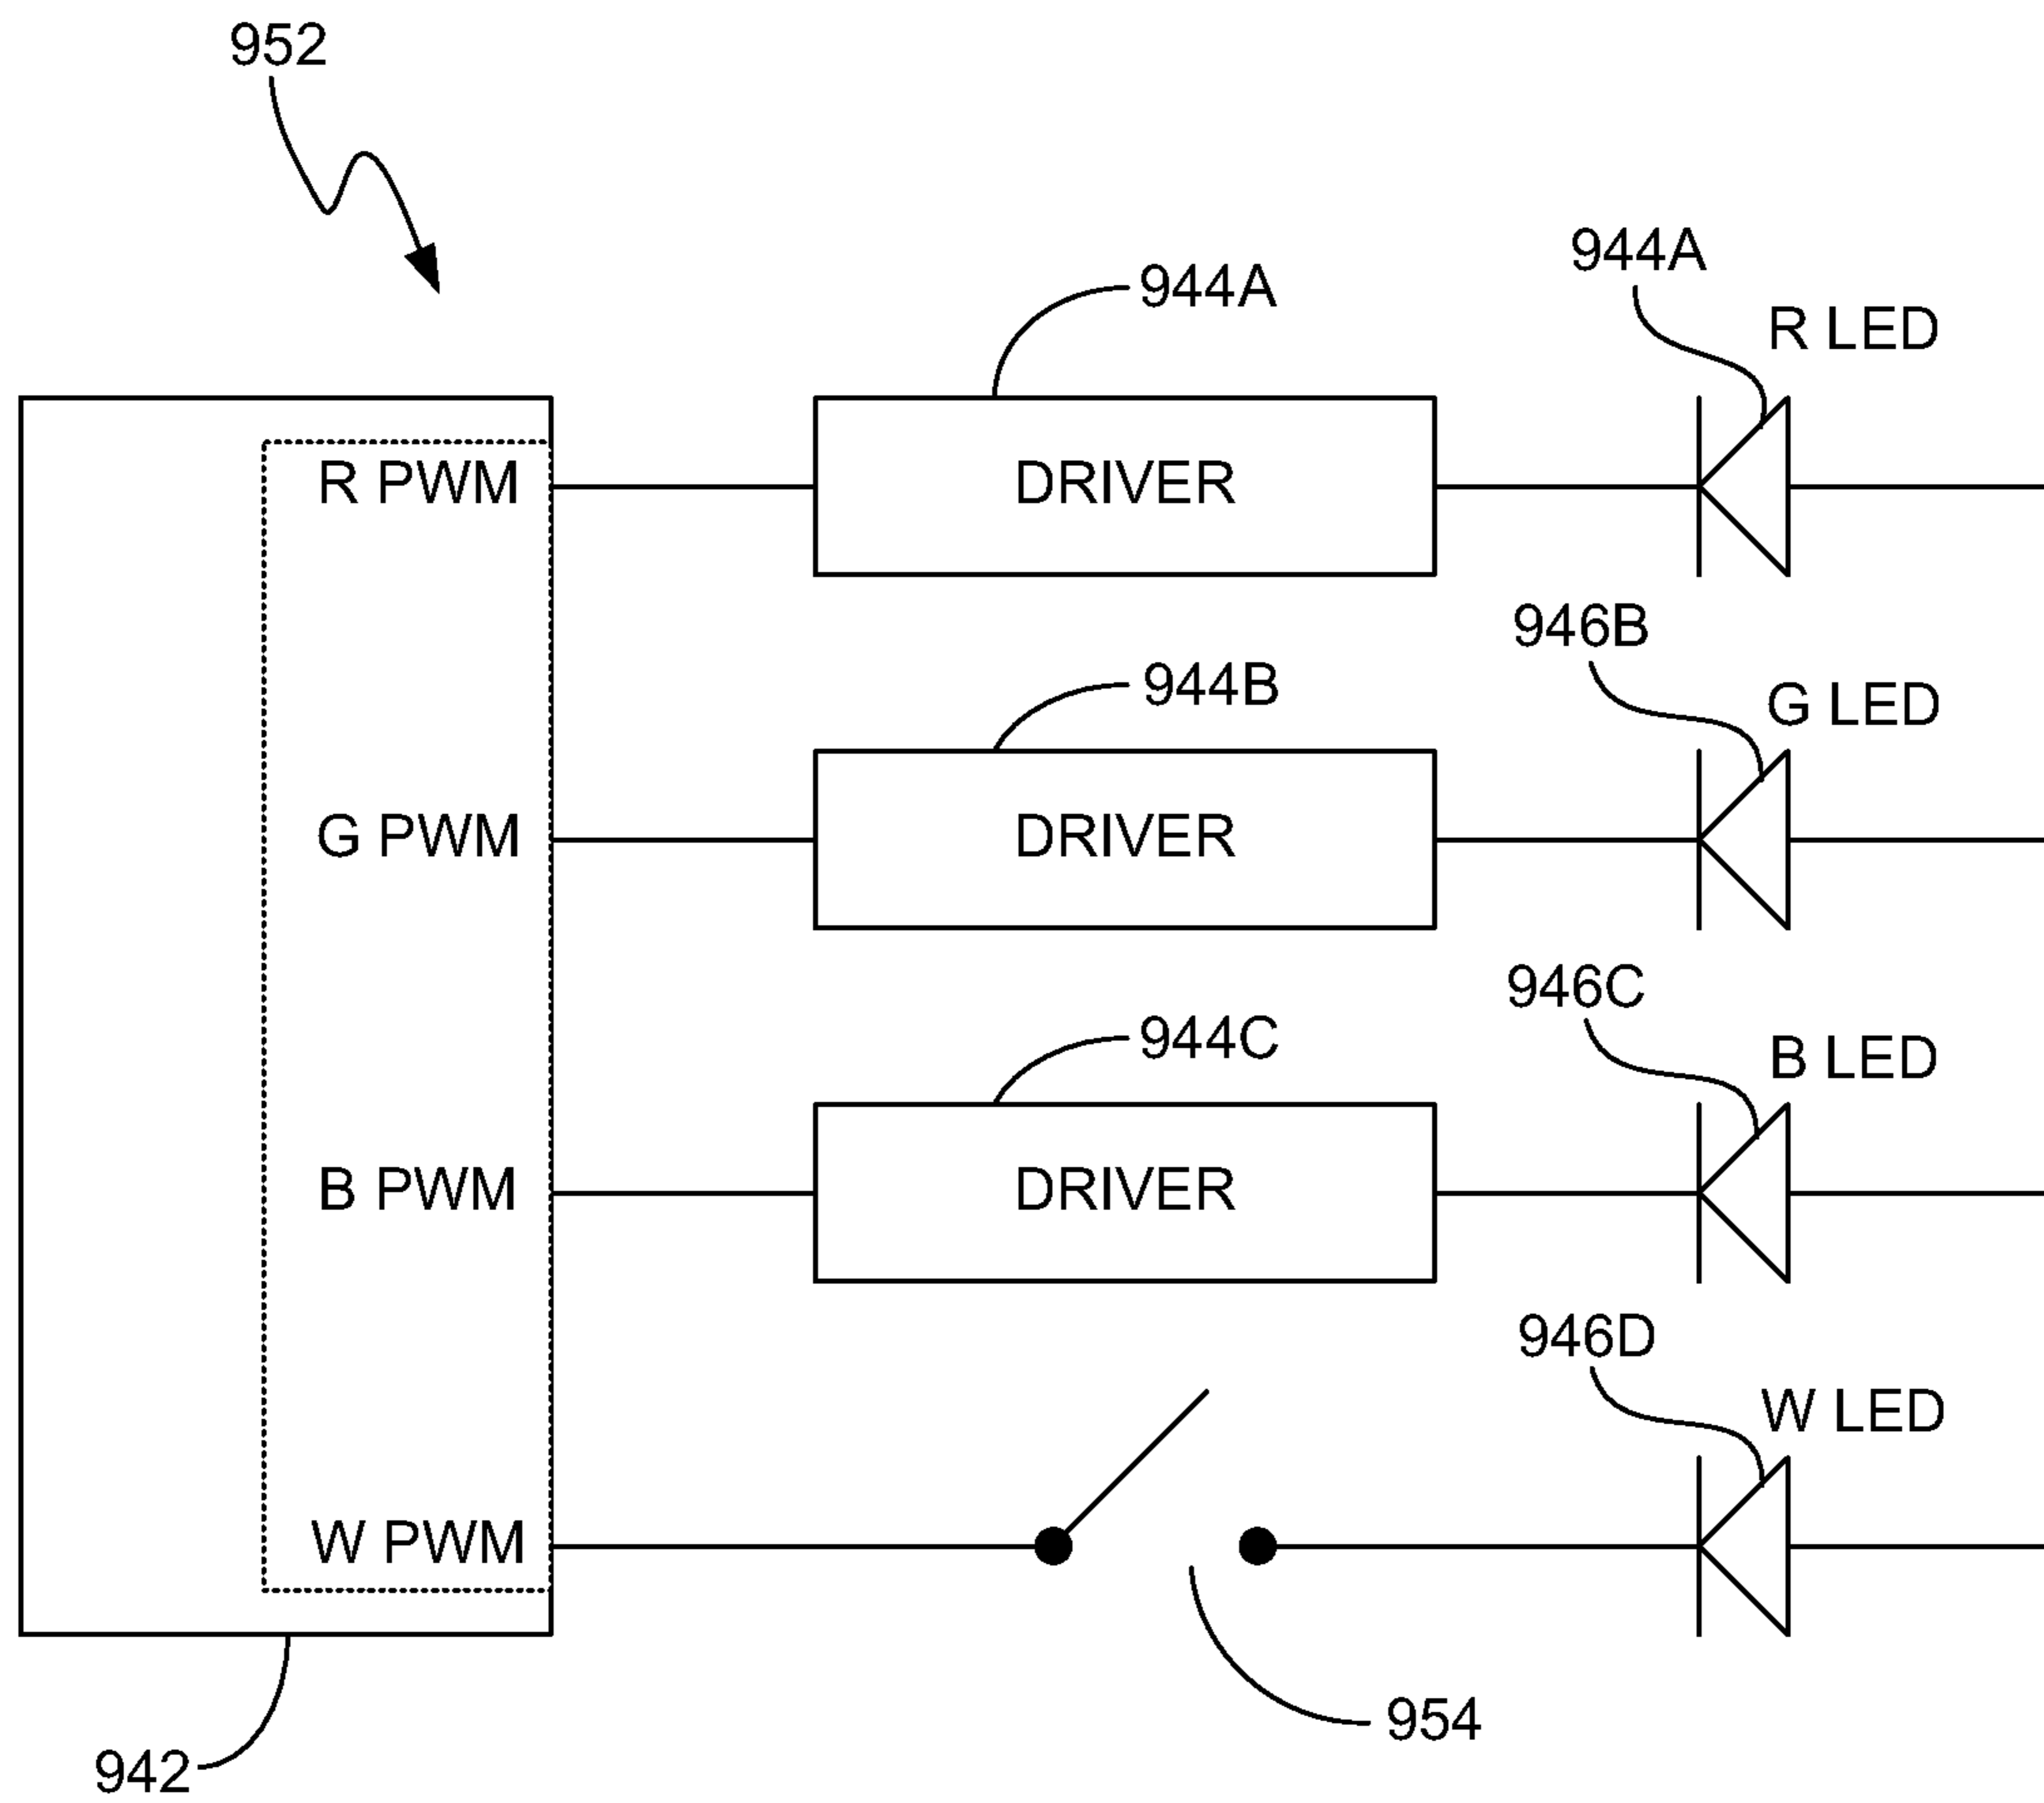 952
944A
944A
R LED
R PWM
DRIVER
946B
944B
G LED
G PWM
DRIVER
946C
944C
B LED
B PWM
DRIVER
946D
W LED
W PWM
954
942